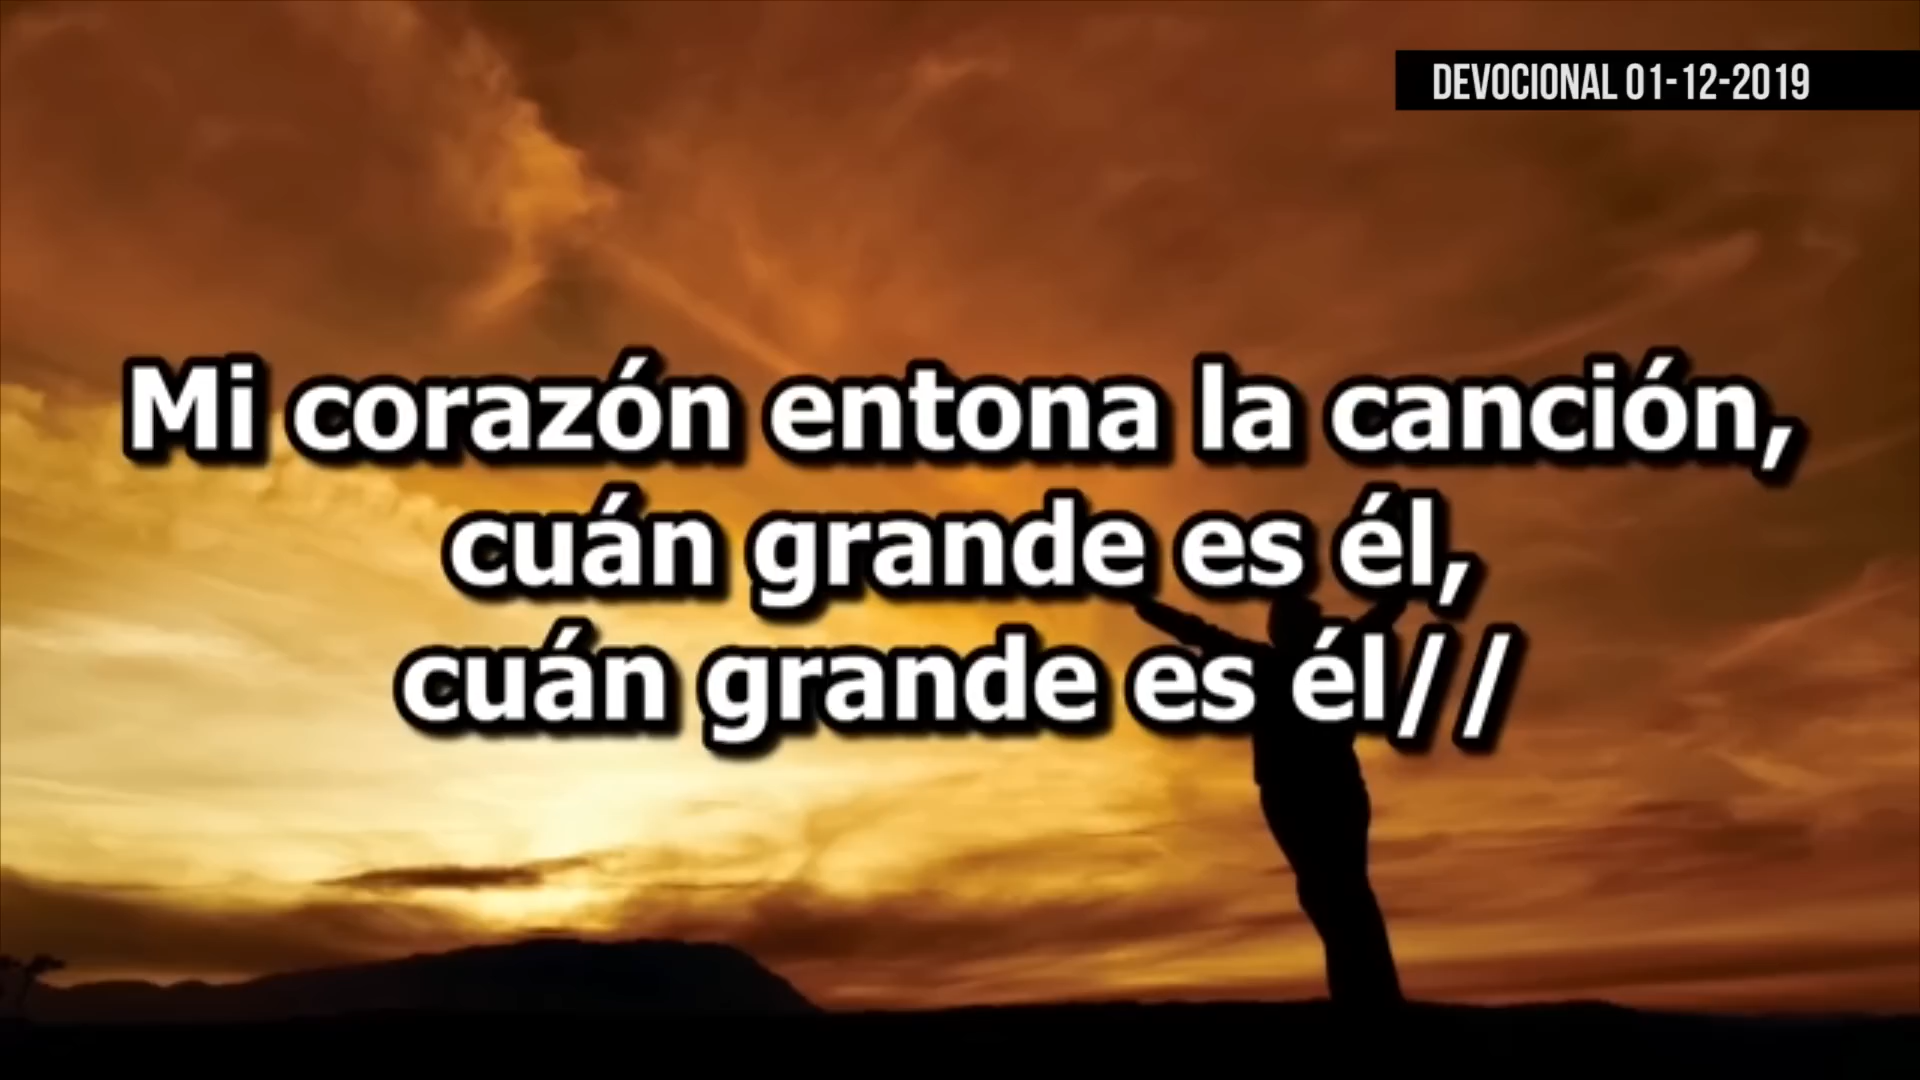 DEVOCIONAL 01-12-2019
Mi corazón entona la canción,
cuán grande es él,
cuán grande es él//